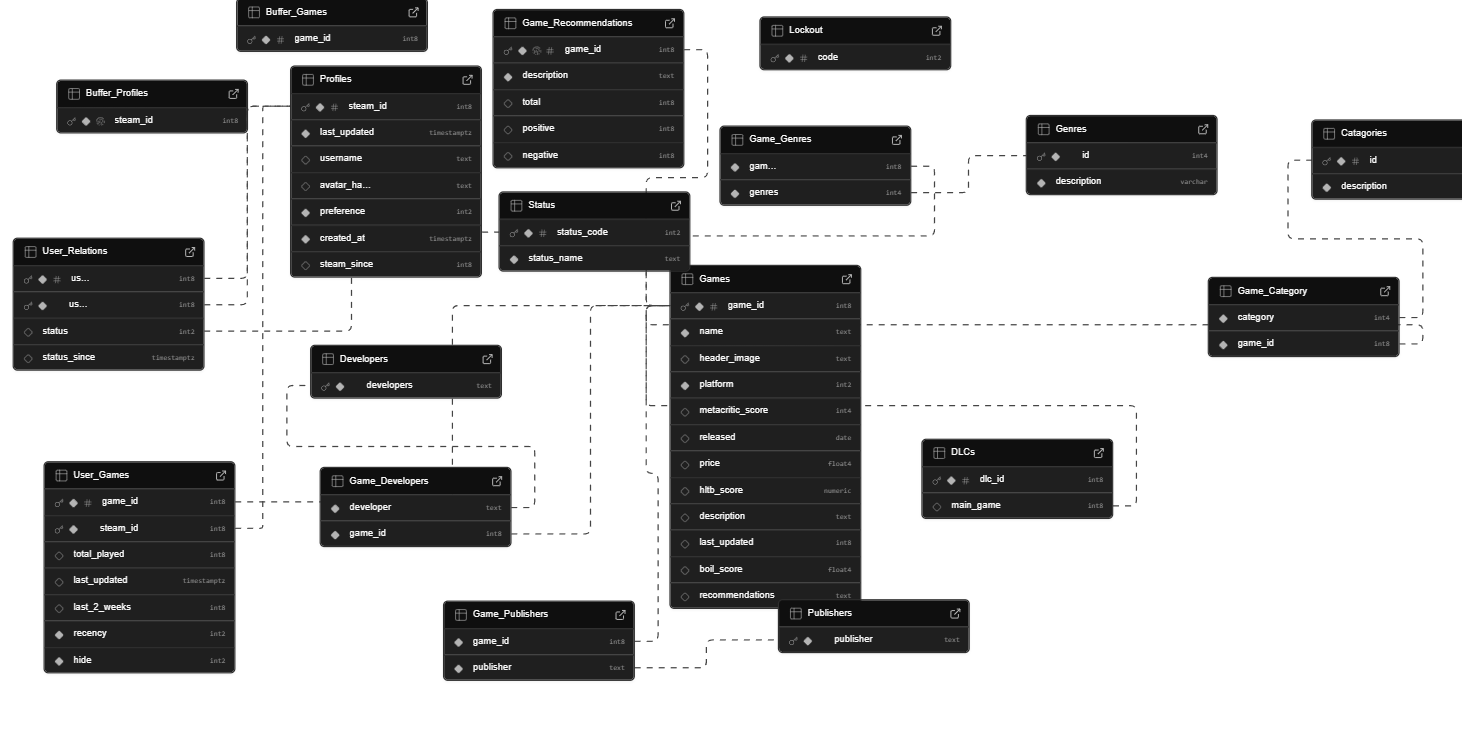 Buffer_Games
game_id int8
Game_Recommendations
game_id int8
description text
total int8
positive int8
negative int8
Lockout
code int2
Profiles
steam_id int8
last_updated timestamptz
username text
avatar_ha... text
preference int2
created_at timestamptz
steam_since int8
Buffer_Profiles
steam_id int8
Game_Genres
gam... int8
genres int4
Genres
id int4
description varchar
Catagories
id
description
Status
status_code int2
status_name text
User_Relations
us... int8
us... int8
status int2
status_since timestamptz
Games
game_id int8
name text
header_image text
platform int2
metacritic_score int4
released date
price float4
hltb_score numeric
description text
last_updated int8
boil_score float4
recommendations text
Game_Category
category int4
game_id int8
Developers
developers text
DLCs
dlc_id int8
main_game int8
User_Games
game_id int8
steam_id int8
total_played int8
last_updated timestamptz
last_2_weeks int8
recency int2
hide int2
Game_Developers
developer text
game_id int8
Game_Publishers
game_id int8
publisher text
Publishers
publisher text